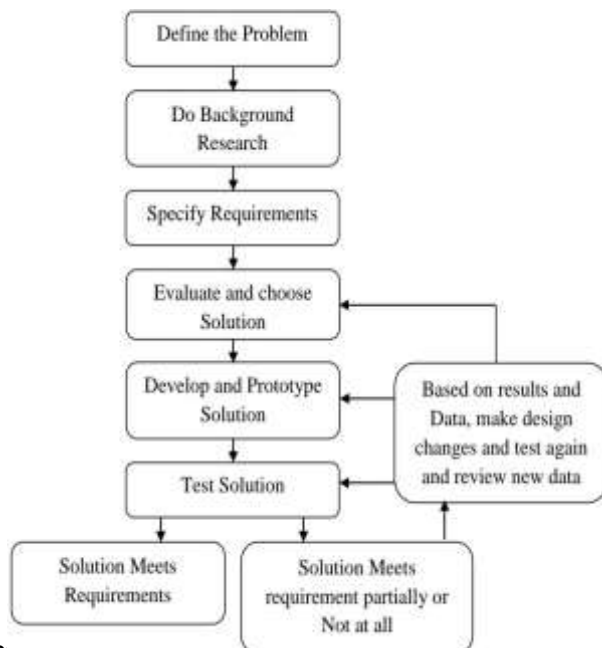 Define the Problem
Do Background
Research
Specify Requirements
Evaluate and choose
Solution
Develop and Prototype
Solution
Based on results and
Data, make design
changes and test again
and review new data
Test Solution
Solution Meets
Requirements
Solution Meets
requirement partially or
Not at all